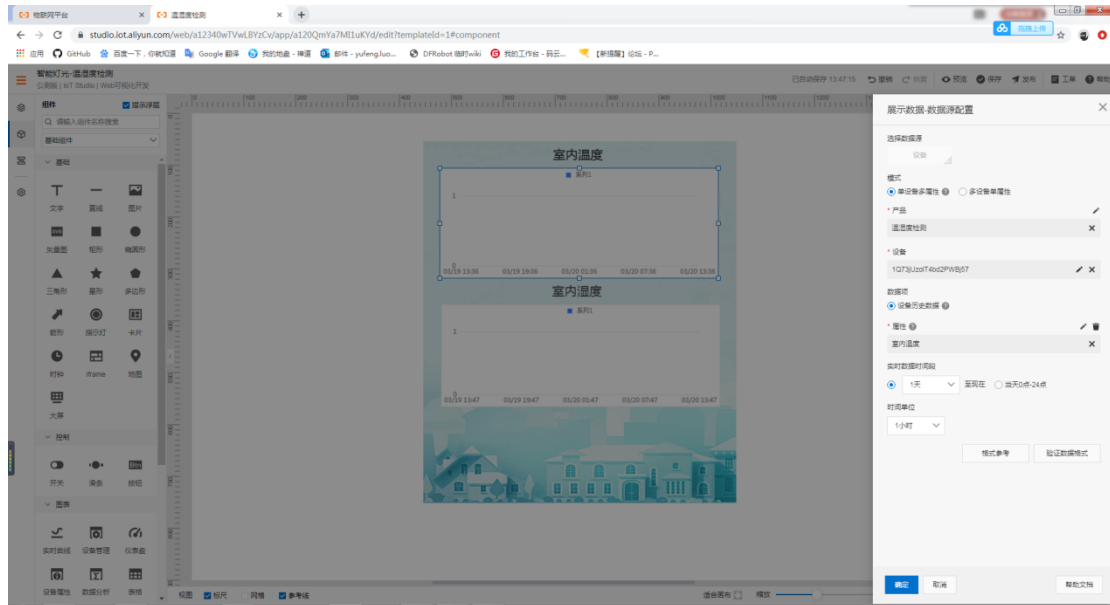 物联网平台
温湿度检测
studio.iot.aliyun.com/web/a12340wTVwLBYzCv/app/a120QmYa7MI1uKYd/edit?templateId=1#component
拖拽上传
应用
GitHub
百度一下，你就知道
Google 翻译
我的地盘 - 禅道
邮件 - yufeng.luo...
DFRobot 临时wiki
我的工作台 - 码云...
【新提醒】论坛 - P...
智能灯光-温湿度检测
公测版 | IoT Studio | Web可视化开发
已自动保存 13:47:15
撤销
恢复
预览
保存
发布
工单
帮助
组件
提示浮层
请输入组件名称搜索
基础组件
基础
文字
直线
图片
矢量图
矩形
椭圆形
三角形
星形
多边形
箭形
指示灯
卡片
时钟
iframe
地图
大屏
控制
开关
滑条
按钮
图表
实时曲线
设备管理
仪表盘
设备属性
数据分析
表格
室内温度
系列1
1
0
03/19 13:36
03/19 19:36
03/20 01:36
03/20 07:36
03/20 13:36
室内湿度
系列1
1
0
03/19 13:47
03/19 19:47
03/20 01:47
03/20 07:47
03/20 13:47
视图
标尺
网格
参考线
适合画布
缩放
展示数据-数据源配置
选择数据源
设备
模式
单设备多属性
多设备单属性
* 产品
温湿度检测
* 设备
数据项
设备历史数据
* 属性
室内温度
实时数据时间段
1天
至现在
当天0点-24点
时间单位
1小时
格式参考
验证数据格式
确定
取消
帮助文档